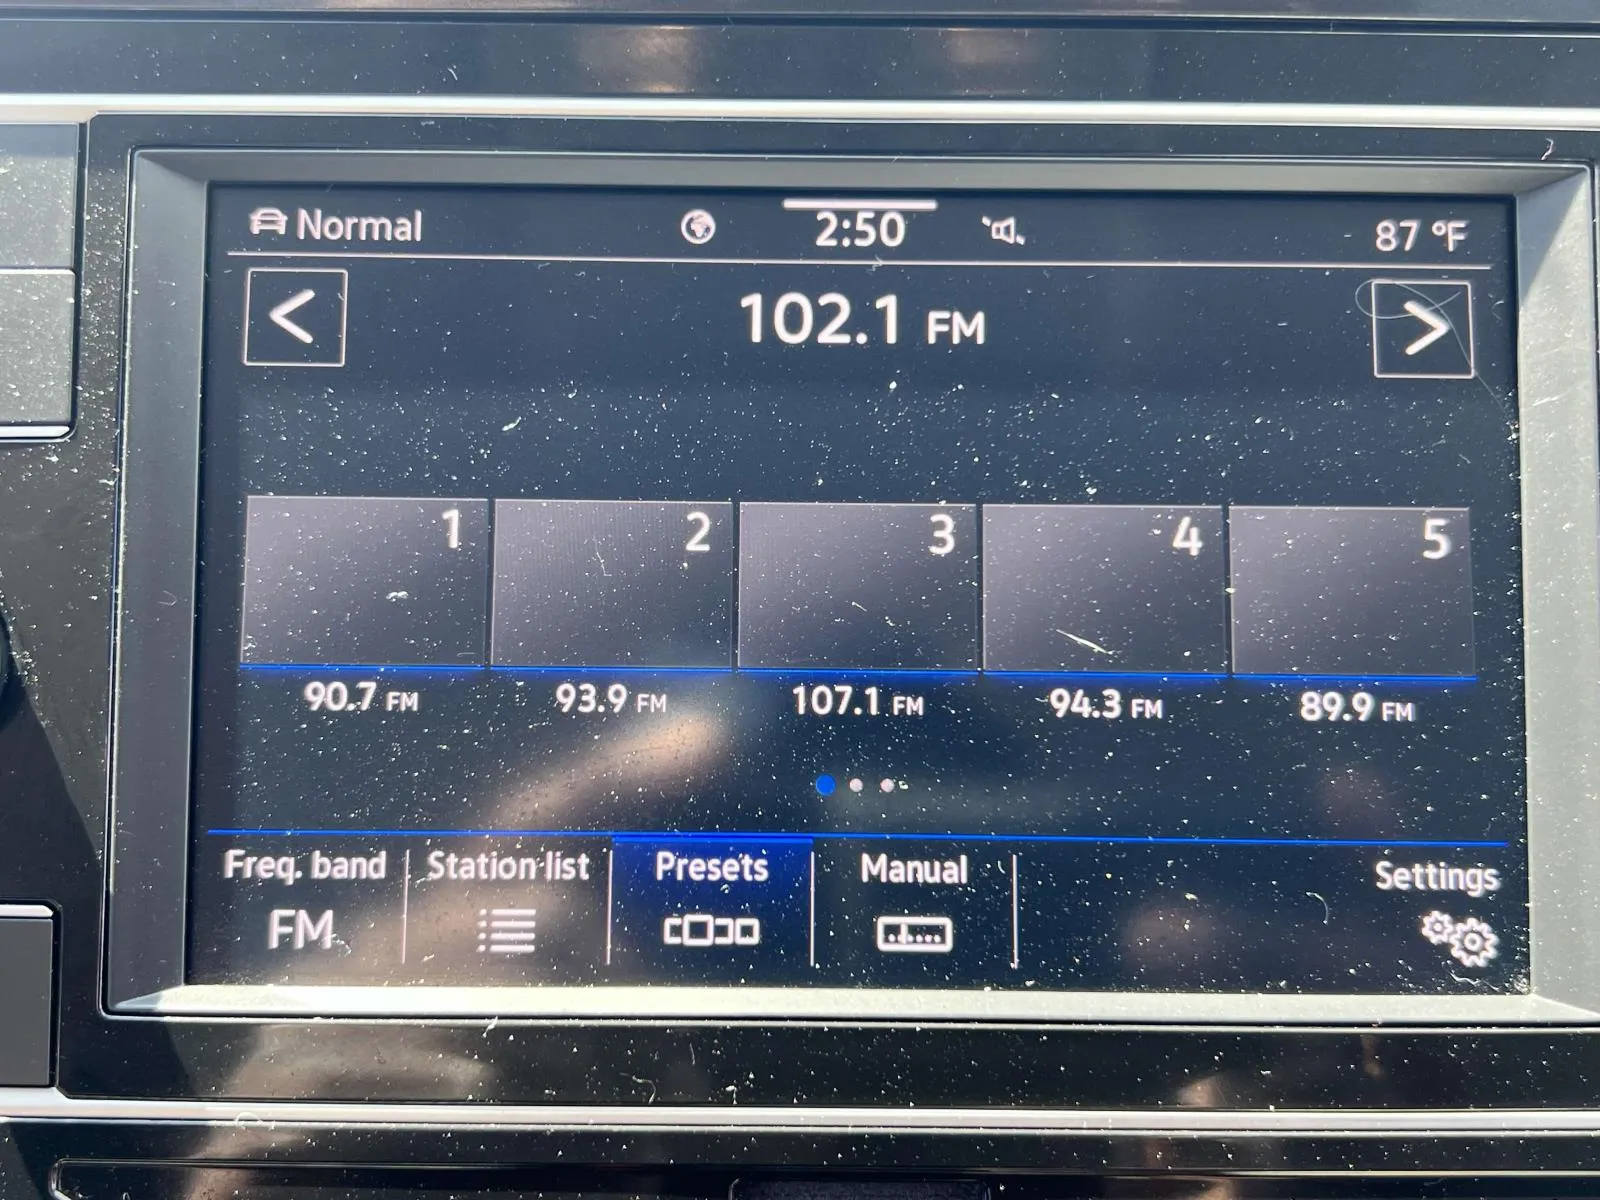 Normal 2:50 87 °F
< 102.1 FM >
1 2 3 4 5
90.7 FM 93.9 FM 107.1 FM 94.3 FM 89.9 FM
Freq. band Station list Presets Manual Settings
FM